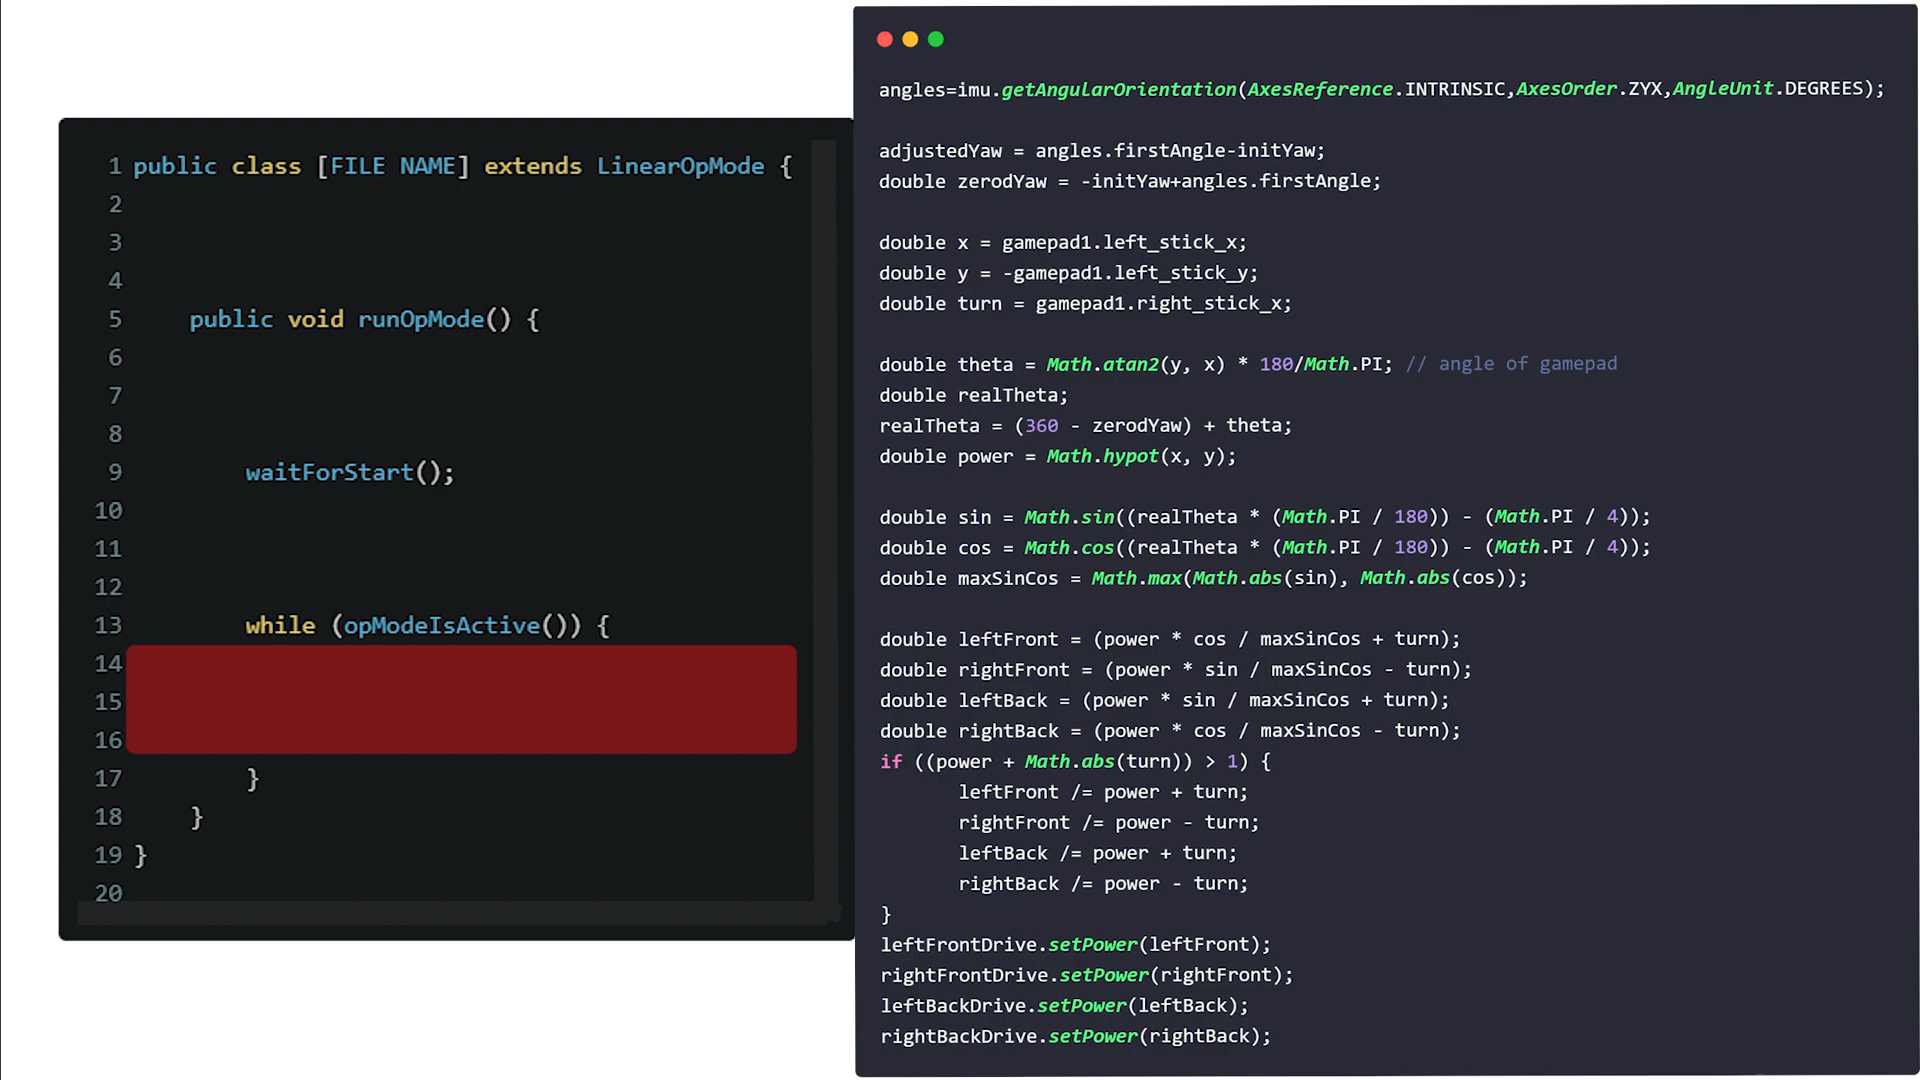 1 public class [FILE NAME] extends LinearOpMode {
2
3
4
5 public void runOpMode() {
6
7
8
9 waitForStart();
10
11
12
13 while (opModeIsActive()) {
14
15
16
17 }
18 }
19 }
20
angles=imu.getAngularOrientation(AxesReference.INTRINSIC,AxesOrder.ZYX,AngleUnit.DEGREES);
adjustedYaw = angles.firstAngle-initYaw;
double zerodYaw = -initYaw+angles.firstAngle;
double x = gamepad1.left_stick_x;
double y = -gamepad1.left_stick_y;
double turn = gamepad1.right_stick_x;
double theta = Math.atan2(y, x) * 180/Math.PI; // angle of gamepad
double realTheta;
realTheta = (360 - zerodYaw) + theta;
double power = Math.hypot(x, y);
double sin = Math.sin((realTheta * (Math.PI / 180)) - (Math.PI / 4));
double cos = Math.cos((realTheta * (Math.PI / 180)) - (Math.PI / 4));
double maxSinCos = Math.max(Math.abs(sin), Math.abs(cos));
double leftFront = (power * cos / maxSinCos + turn);
double rightFront = (power * sin / maxSinCos - turn);
double leftBack = (power * sin / maxSinCos + turn);
double rightBack = (power * cos / maxSinCos - turn);
if ((power + Math.abs(turn)) > 1) {
leftFront /= power + turn;
rightFront /= power - turn;
leftBack /= power + turn;
rightBack /= power - turn;
}
leftFrontDrive.setPower(leftFront);
rightFrontDrive.setPower(rightFront);
leftBackDrive.setPower(leftBack);
rightBackDrive.setPower(rightBack);